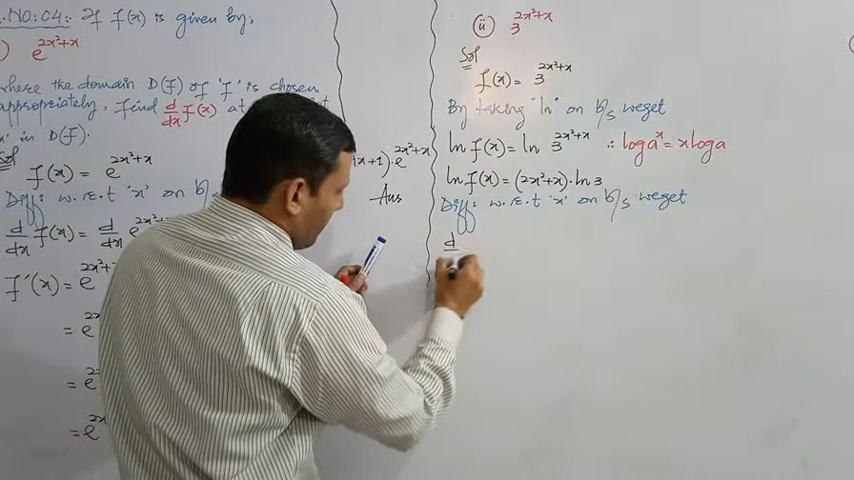 .NO:04:- If f(x) is given by,
) e^{2x²+x}
where the domain D(f) of 'f' is chosen
appropriately, find d/dx f(x) at
'x' in D(f).
Sol
f(x) = e^{2x²+x}
Diff: w.r.t 'x' on b/
d/dx f(x) = d/dx e^{2x²+
f'(x) = e^{2x²+
= e
= e
= e
x+1)·e^{2x²+x}
Ans
(ii) 3^{2x²+x}
Sol
f(x) = 3^{2x²+x}
By taking 'ln' on b/s we get
ln f(x) = ln 3^{2x²+x} ∴ log a^x = x log a
ln f(x) = (2x²+x)·ln 3
Diff: w.r.t 'x' on b/s we get
d